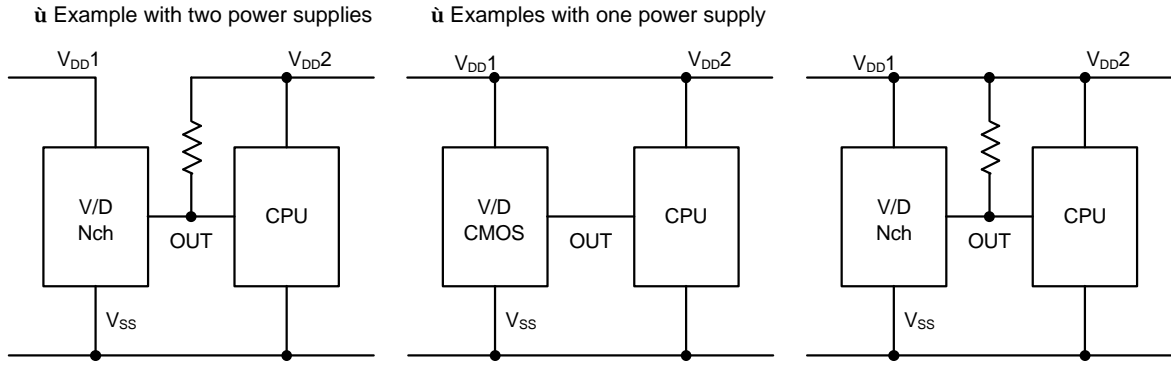 ù Example with two power supplies
ù Examples with one power supply
VDD1
VDD2
V/D
Nch
OUT
CPU
VSS
VDD1
VDD2
V/D
CMOS
OUT
CPU
VSS
VDD1
VDD2
V/D
Nch
OUT
CPU
VSS